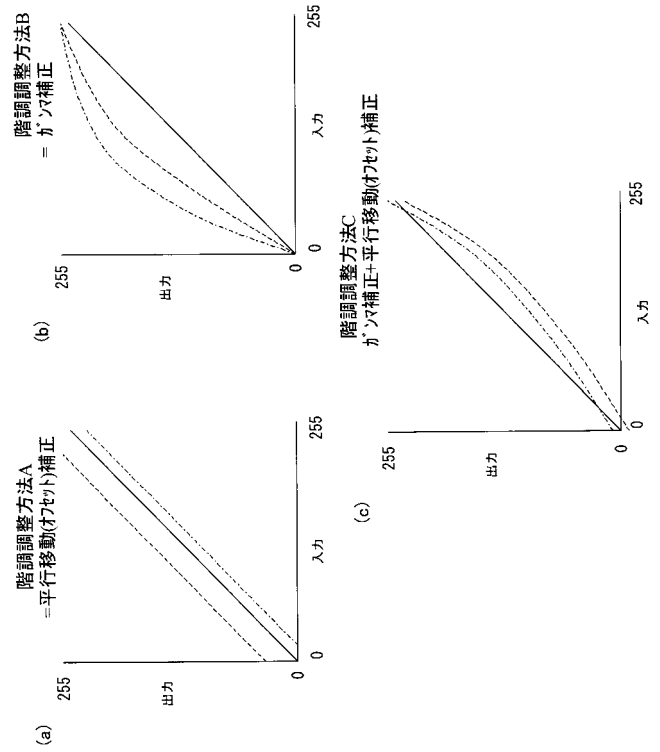 (a)
階調調整方法A
=平行移動(オフセット)補正
255
出力
0
0
入力
255
(b)
階調調整方法B
= ガンマ補正
255
出力
0
0
入力
255
(c)
階調調整方法C
ガンマ補正+平行移動(オフセット)補正
255
出力
0
0
入力
255